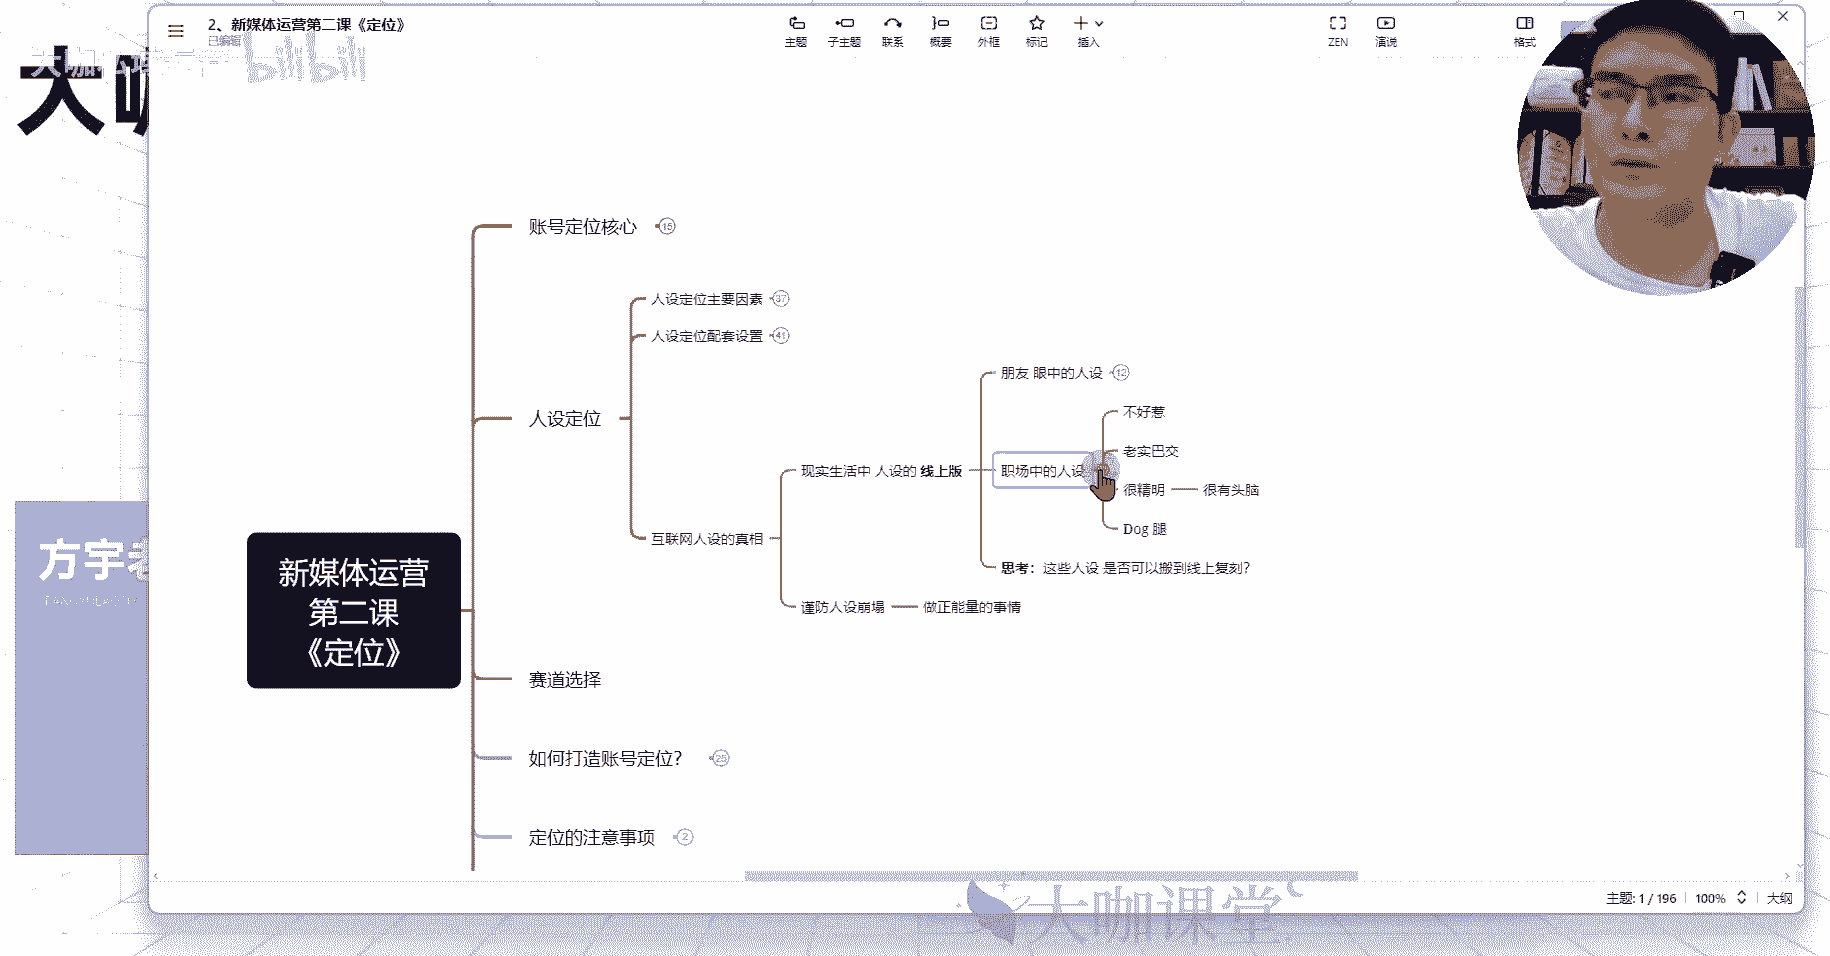 2、新媒体运营第二课《定位》
已编辑
主题
子主题
联系
概要
外框
标记
插入
ZEN
演说
格式
大咖
bilibili
账号定位核心 15
人设定位主要因素 37
人设定位配套设置 41
朋友 眼中的人设 12
不好惹
人设定位
老实巴交
现实生活中 人设的 线上版
职场中的人设
很精明
很有头脑
Dog 腿
互联网人设的真相
思考：这些人设 是否可以搬到线上复刻？
谨防人设崩塌
做正能量的事情
新媒体运营
第二课
《定位》
方宇老
赛道选择
如何打造账号定位？ 25
定位的注意事项 2
主题: 1 / 196
100%
大纲
大咖课堂